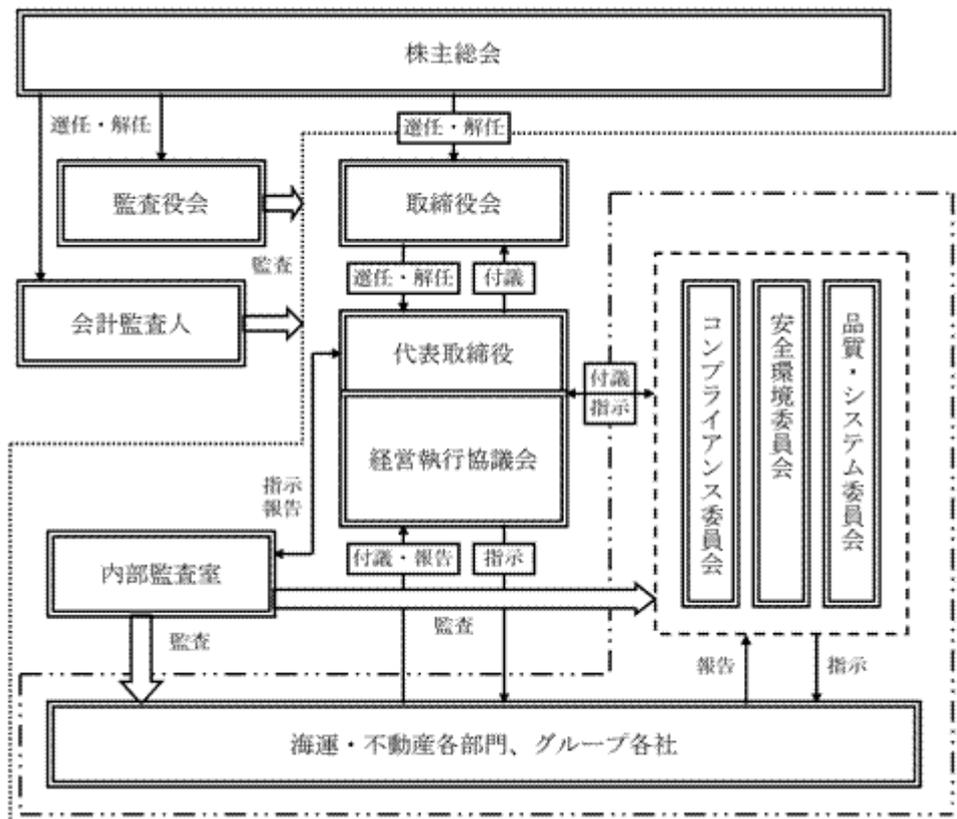 株主総会
選任・解任
選任・解任
監査役会
取締役会
監査
選任・解任
付議
会計監査人
代表取締役
付議
指示
経営執行協議会
コンプライアンス委員会
安全環境委員会
品質・システム委員会
指示
報告
付議・報告
指示
内部監査室
監査
監査
報告
指示
海運・不動産各部門、グループ各社